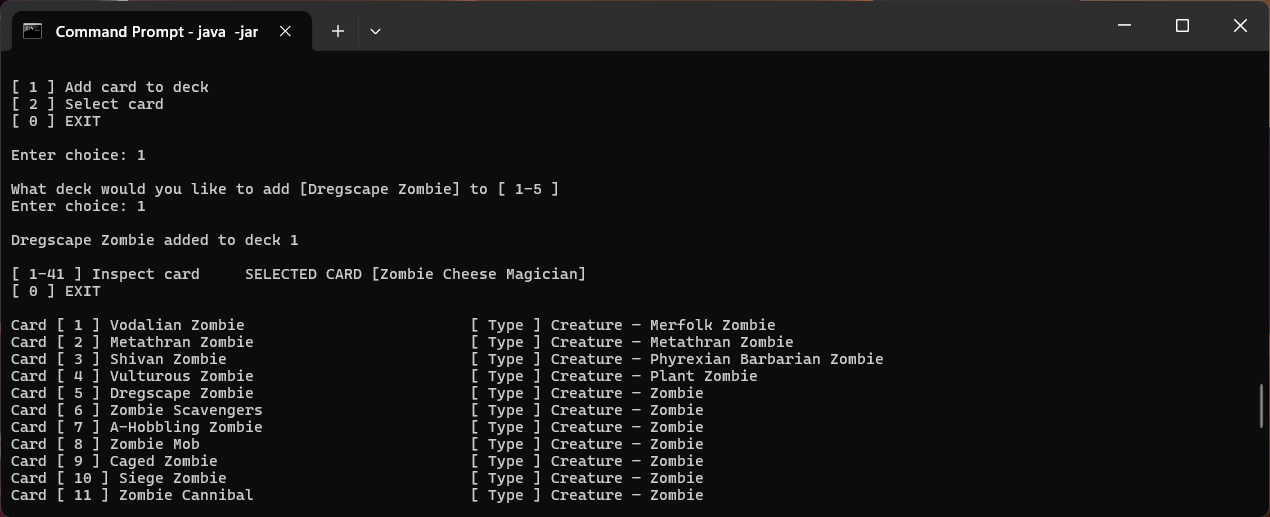 Command Prompt - java  -jar
[ 1 ] Add card to deck
[ 2 ] Select card
[ 0 ] EXIT
Enter choice: 1
What deck would you like to add [Dregscape Zombie] to [ 1-5 ]
Enter choice: 1
Dregscape Zombie added to deck 1
[ 1-41 ] Inspect card     SELECTED CARD [Zombie Cheese Magician]
[ 0 ] EXIT
Card [ 1 ] Vodalian Zombie                         [ Type ] Creature — Merfolk Zombie
Card [ 2 ] Metathran Zombie                        [ Type ] Creature — Metathran Zombie
Card [ 3 ] Shivan Zombie                           [ Type ] Creature — Phyrexian Barbarian Zombie
Card [ 4 ] Vulturous Zombie                        [ Type ] Creature — Plant Zombie
Card [ 5 ] Dregscape Zombie                        [ Type ] Creature — Zombie
Card [ 6 ] Zombie Scavengers                       [ Type ] Creature — Zombie
Card [ 7 ] A-Hobbling Zombie                       [ Type ] Creature — Zombie
Card [ 8 ] Zombie Mob                              [ Type ] Creature — Zombie
Card [ 9 ] Caged Zombie                            [ Type ] Creature — Zombie
Card [ 10 ] Siege Zombie                           [ Type ] Creature — Zombie
Card [ 11 ] Zombie Cannibal                        [ Type ] Creature — Zombie